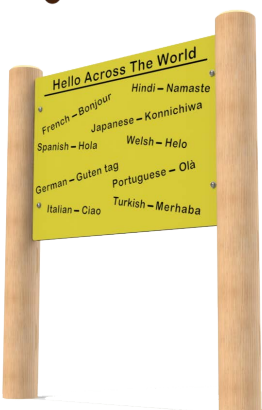 Hello Across The World
Hindi – Namaste
French – Bonjour
Japanese – Konnichiwa
Spanish – Hola
Welsh – Helo
German – Guten tag
Portuguese – Olà
Italian – Ciao
Turkish – Merhaba